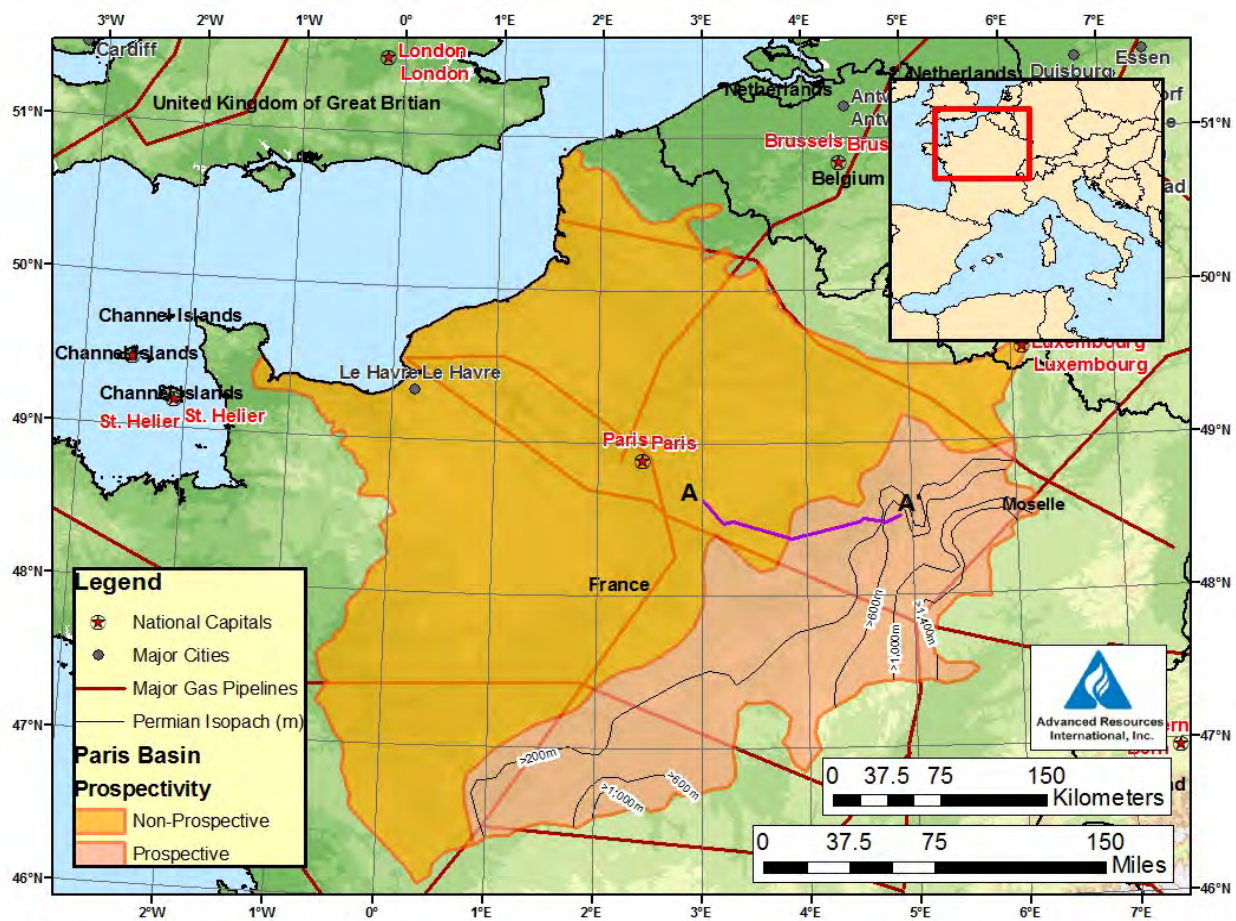 3°W 2°W 1°W 0° 1°E 2°E 3°E 4°E 5°E 6°E 7°E
Cardiff
London
London
Essen
Duisburg
Netherlands
Netherlands
51°N
United Kingdom of Great Britian
51°N
Brussels
Belgium
50°N
50°N
Channel Islands
Channel Islands
Channel Islands
St. Helier St. Helier
Le Havre Le Havre
Luxembourg
Luxembourg
49°N
49°N
Paris Paris
A
A'
Moselle
48°N
48°N
France
>600m
>1,000m
>1,400m
Legend
National Capitals
Major Cities
Major Gas Pipelines
Permian Isopach (m)
Paris Basin
Prospectivity
Non-Prospective
Prospective
47°N
47°N
>200m
>1,000m
>600m
Advanced Resources
International, Inc.
0 37.5 75 150
Kilometers
0 37.5 75 150
Miles
46°N
46°N
2°W 1°W 0° 1°E 2°E 3°E 4°E 5°E 6°E 7°E